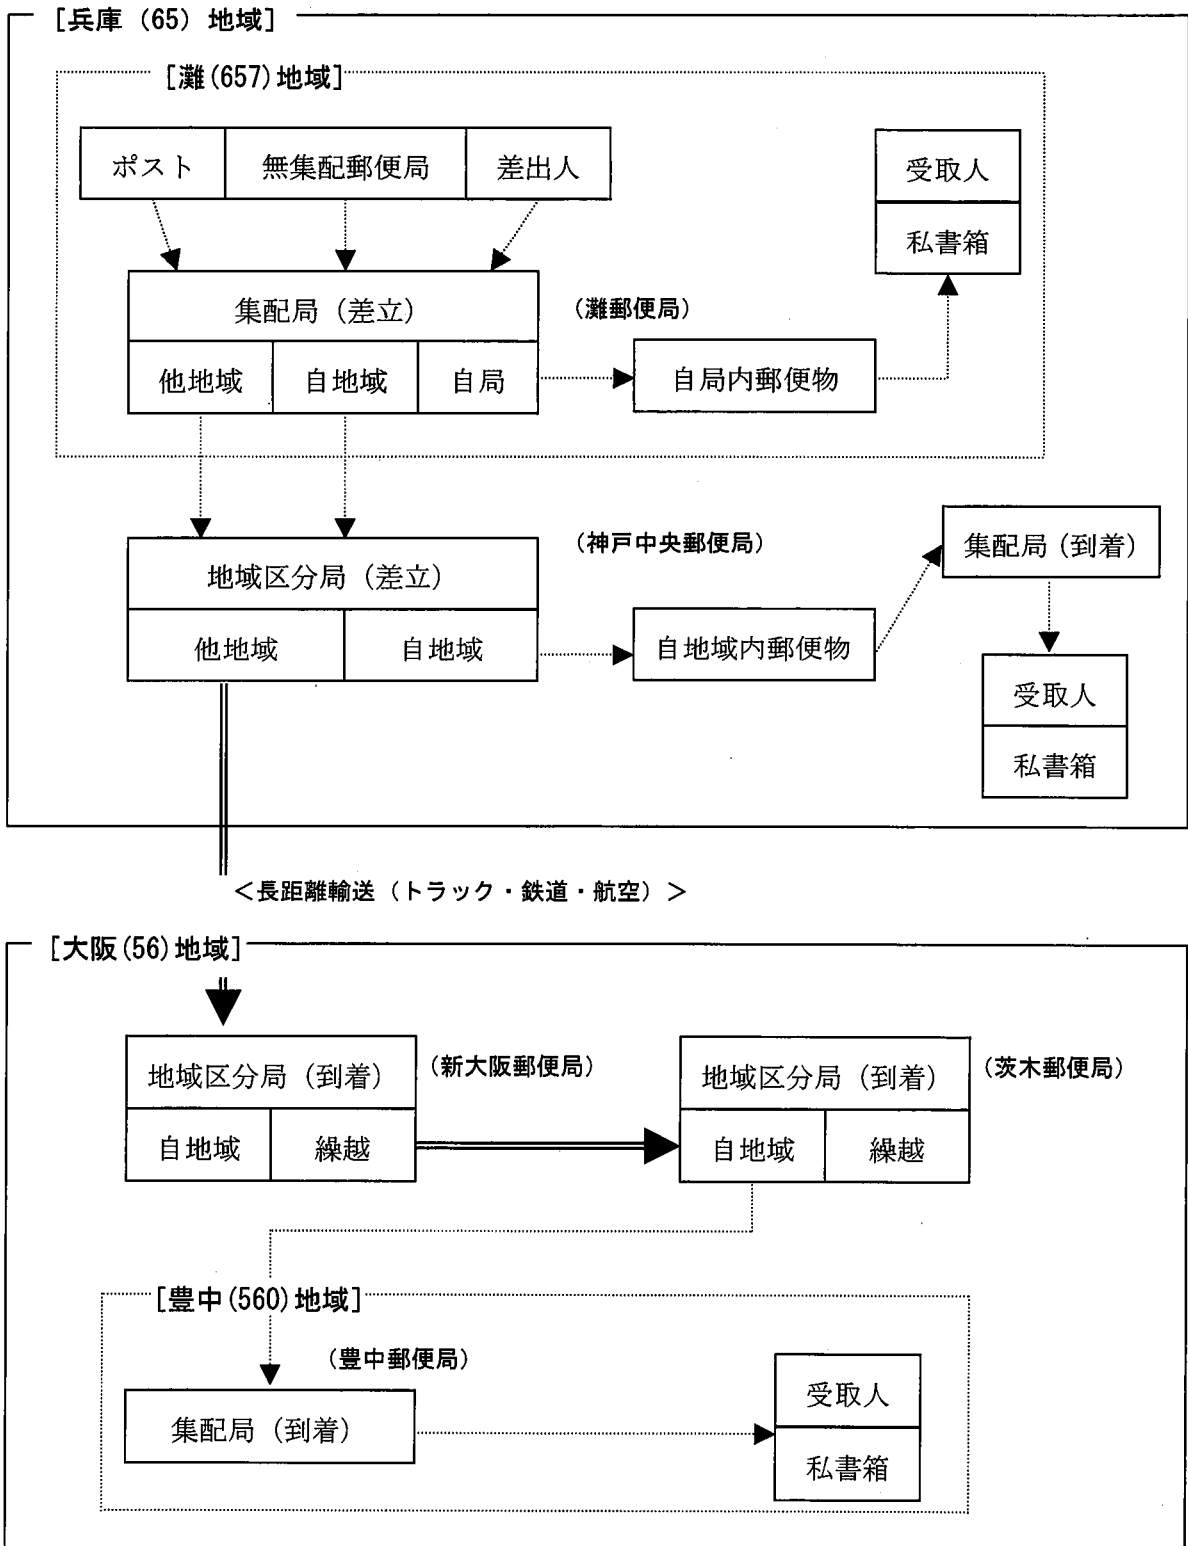 [兵庫（65）地域]
[灘(657)地域]
ポスト 無集配郵便局 差出人
受取人
私書箱
集配局（差立）
（灘郵便局）
他地域 自地域 自局
自局内郵便物
地域区分局（差立）
（神戸中央郵便局）
集配局（到着）
他地域 自地域
自地域内郵便物
受取人
私書箱
＜長距離輸送（トラック・鉄道・航空）＞
[大阪(56)地域]
地域区分局（到着）
（新大阪郵便局）
地域区分局（到着）
（茨木郵便局）
自地域 繰越
自地域 繰越
[豊中(560)地域]
（豊中郵便局）
集配局（到着）
受取人
私書箱